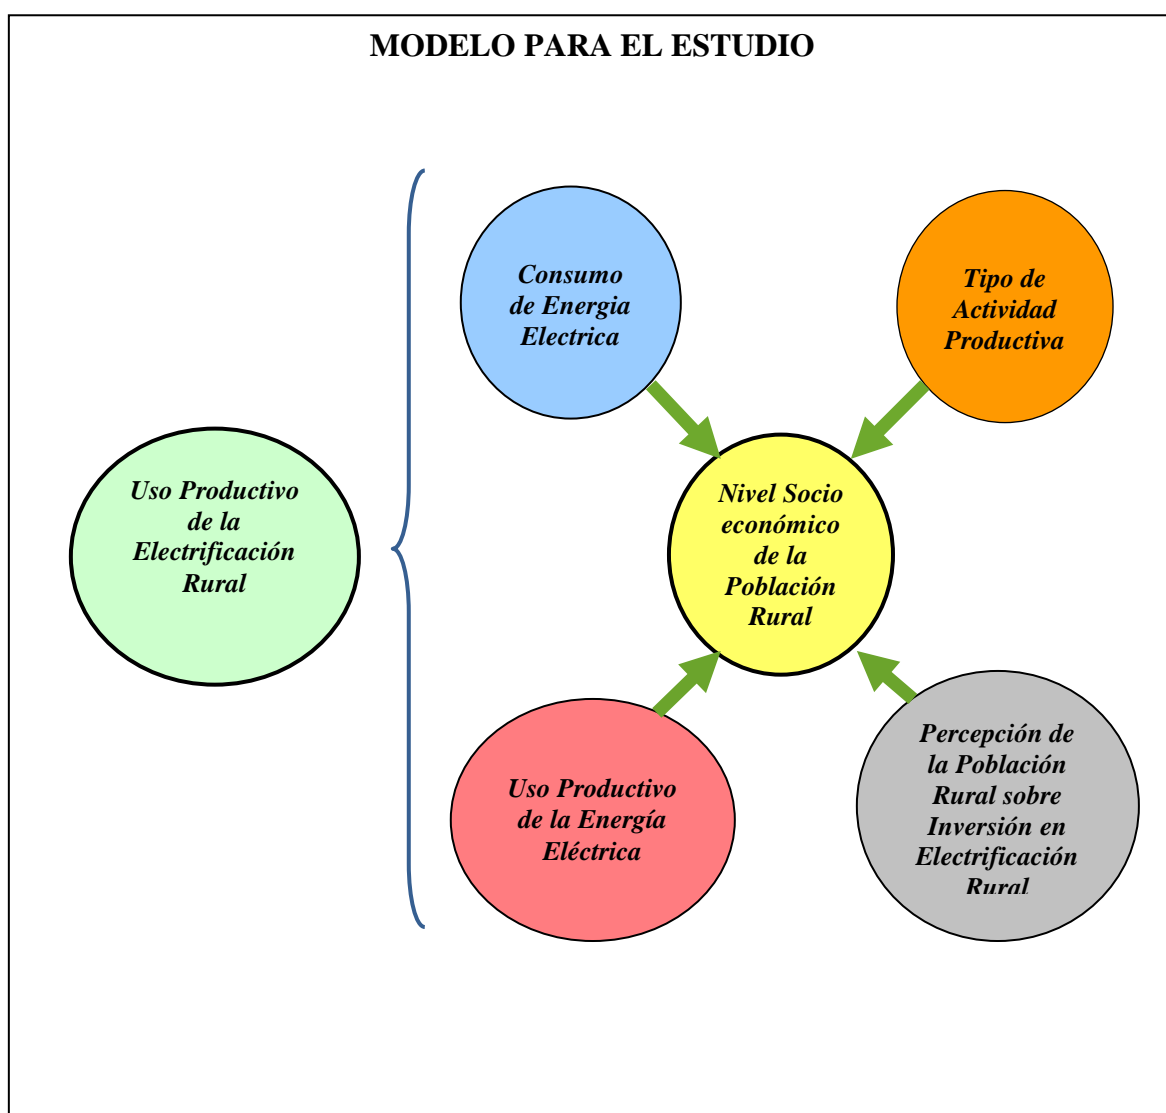 MODELO PARA EL ESTUDIO
Consumo
de Energia
Electrica
Tipo de
Actividad
Productiva
Uso Productivo
de la
Electrificación
Rural
Nivel Socio
económico
de la
Población
Rural
Uso Productivo
de la Energía
Eléctrica
Percepción de
la Población
Rural sobre
Inversión en
Electrificación
Rural